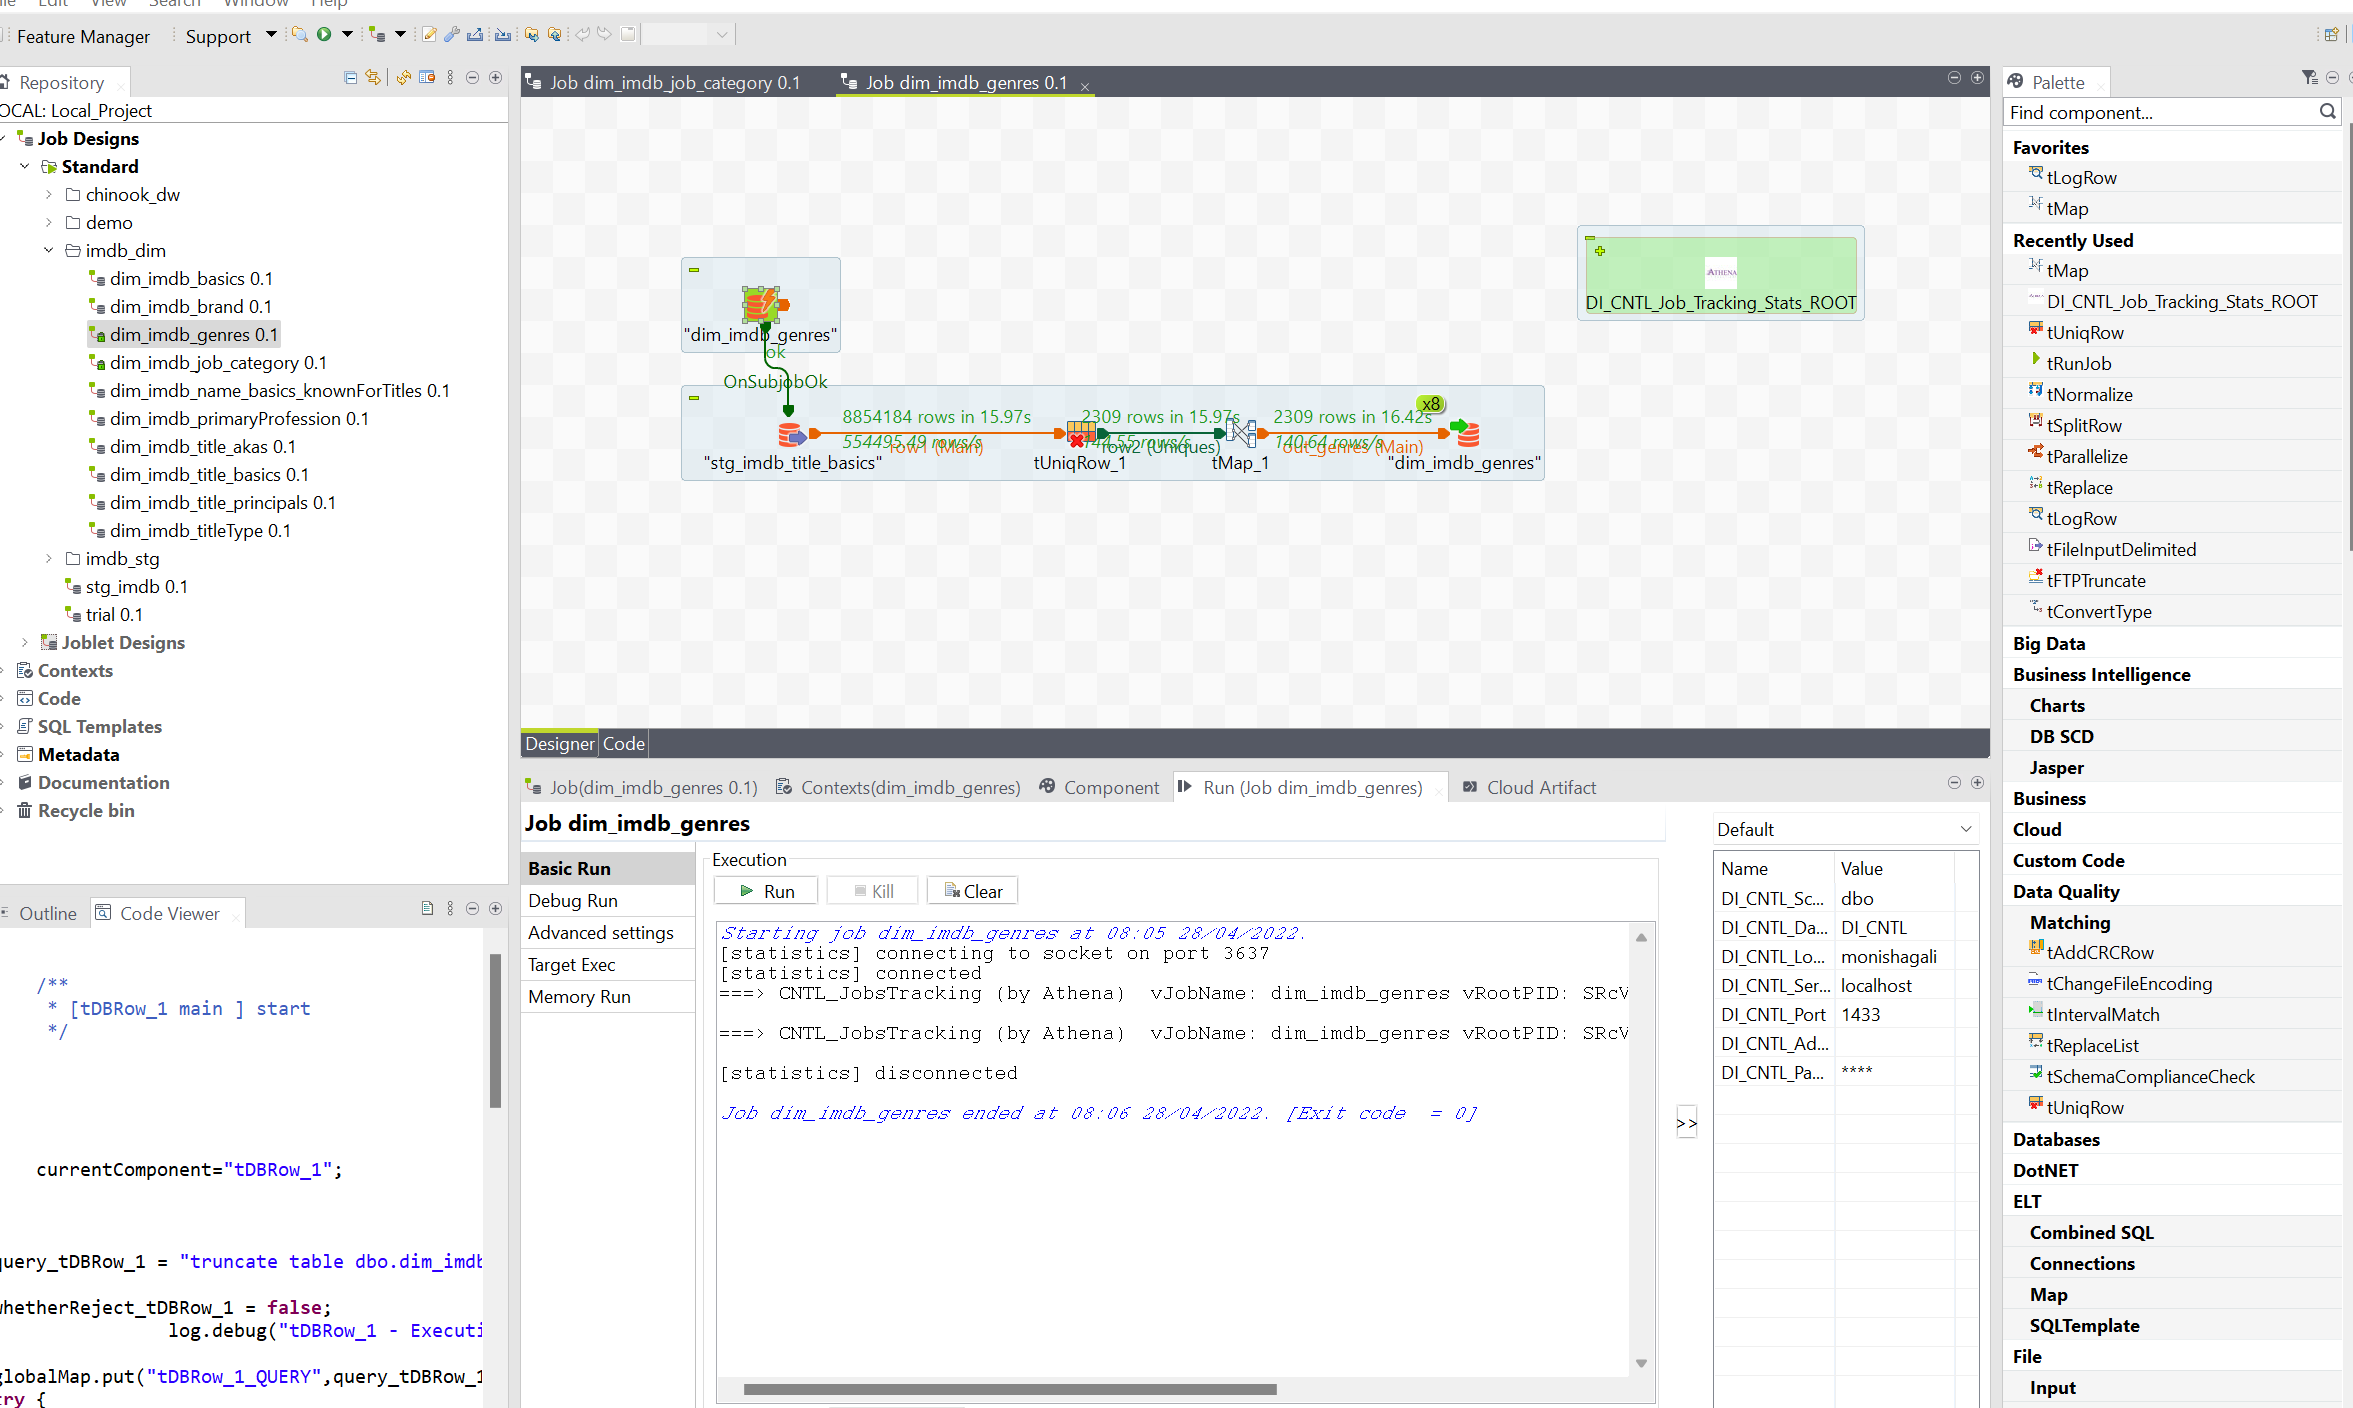 Edit View Search Window Help
Feature Manager Support
Repository
OCAL: Local_Project
Job Designs
Standard
chinook_dw
demo
imdb_dim
dim_imdb_basics 0.1
dim_imdb_brand 0.1
dim_imdb_genres 0.1
dim_imdb_job_category 0.1
dim_imdb_name_basics_knownForTitles 0.1
dim_imdb_primaryProfession 0.1
dim_imdb_title_akas 0.1
dim_imdb_title_basics 0.1
dim_imdb_title_principals 0.1
dim_imdb_titleType 0.1
imdb_stg
stg_imdb 0.1
trial 0.1
Joblet Designs
Contexts
Code
SQL Templates
Metadata
Documentation
Recycle bin
Outline Code Viewer
/**
* [tDBRow_1 main ] start
*/
currentComponent="tDBRow_1";
query_tDBRow_1 = "truncate table dbo.dim_imdb
whetherReject_tDBRow_1 = false;
log.debug("tDBRow_1 - Executi
globalMap.put("tDBRow_1_QUERY",query_tDBRow_1
try {
Job dim_imdb_job_category 0.1 Job dim_imdb_genres 0.1
"dim_imdb_genres"
ok
OnSubjobOk
ATHENA
DI_CNTL_Job_Tracking_Stats_ROOT
x8
8854184 rows in 15.97s 2309 rows in 15.97s 2309 rows in 16.42s
554495.49 rows/s 144.55 rows/s 140.64 rows/s
row1 (Main) row2 (Uniques) out_genres (Main)
"stg_imdb_title_basics" tUniqRow_1 tMap_1 "dim_imdb_genres"
Designer Code
Job(dim_imdb_genres 0.1) Contexts(dim_imdb_genres) Component Run (Job dim_imdb_genres) Cloud Artifact
Job dim_imdb_genres
Basic Run
Debug Run
Advanced settings
Target Exec
Memory Run
Execution
Run Kill Clear
Starting job dim_imdb_genres at 08:05 28/04/2022.
[statistics] connecting to socket on port 3637
[statistics] connected
===> CNTL_JobsTracking (by Athena) vJobName: dim_imdb_genres vRootPID: SRcV
===> CNTL_JobsTracking (by Athena) vJobName: dim_imdb_genres vRootPID: SRcV
[statistics] disconnected
Job dim_imdb_genres ended at 08:06 28/04/2022. [Exit code = 0]
>>
Default
Name Value
DI_CNTL_Sc... dbo
DI_CNTL_Da... DI_CNTL
DI_CNTL_Lo... monishagali
DI_CNTL_Ser... localhost
DI_CNTL_Port 1433
DI_CNTL_Ad...
DI_CNTL_Pa... ****
Palette
Find component...
Favorites
tLogRow
tMap
Recently Used
tMap
DI_CNTL_Job_Tracking_Stats_ROOT
tUniqRow
tRunJob
tNormalize
tSplitRow
tParallelize
tReplace
tLogRow
tFileInputDelimited
tFTPTruncate
tConvertType
Big Data
Business Intelligence
Charts
DB SCD
Jasper
Business
Cloud
Custom Code
Data Quality
Matching
tAddCRCRow
tChangeFileEncoding
tIntervalMatch
tReplaceList
tSchemaComplianceCheck
tUniqRow
Databases
DotNET
ELT
Combined SQL
Connections
Map
SQLTemplate
File
Input